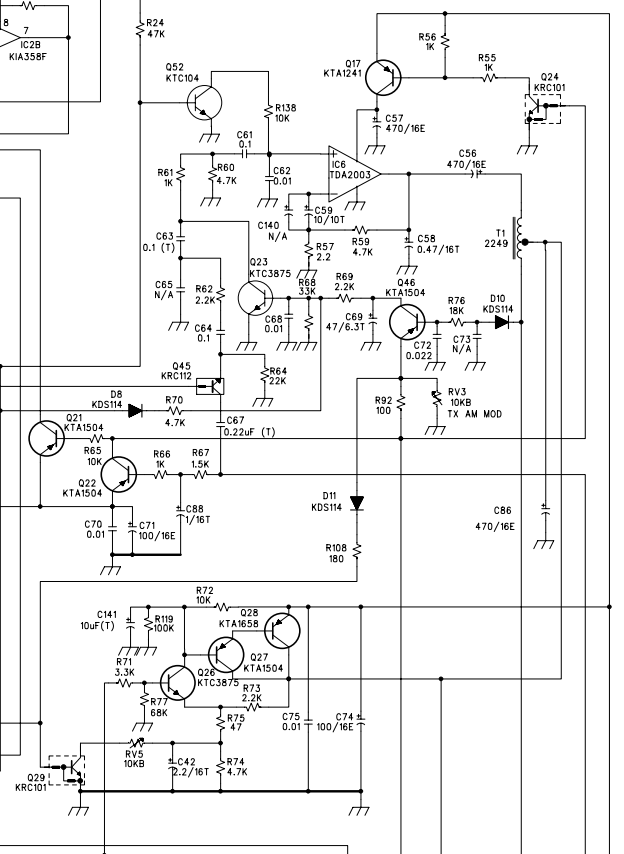 R24
47K
8
7
IC2B
KIA358F
R56
1K
Q17
KTA1241
R55
1K
Q24
KRC101
Q52
KTC104
R138
10K
C57
470/16E
C61
0.1
IC6
TDA2003
C56
470/16E
R61
1K
R60
4.7K
C62
0.01
+
−
C59
10/10T
C140
N/A
R59
4.7K
C58
0.47/16T
T1
2249
C63
0.1 (T)
R57
2.2
Q23
KTC3875
R68
33K
R69
2.2K
Q46
KTA1504
R76
18K
D10
KDS114
C65
N/A
R62
2.2K
C68
0.01
C69
47/6.3T
C64
0.1
C72
0.022
C73
N/A
Q45
KRC112
R64
22K
D8
KDS114
R70
4.7K
R92
100
RV3
10KB
TX AM MOD
C67
0.22uF (T)
Q21
KTA1504
R65
10K
R66
1K
R67
1.5K
Q22
KTA1504
D11
KDS114
C88
1/16T
C70
0.01
C71
100/16E
C86
470/16E
R108
180
R72
10K
C141
10uF(T)
R119
100K
Q28
KTA1658
Q27
KTA1504
R71
3.3K
Q26
KTC3875
R73
2.2K
R77
68K
R75
47
C75
0.01
C74
100/16E
RV5
10KB
C42
2.2/16T
R74
4.7K
Q29
KRC101